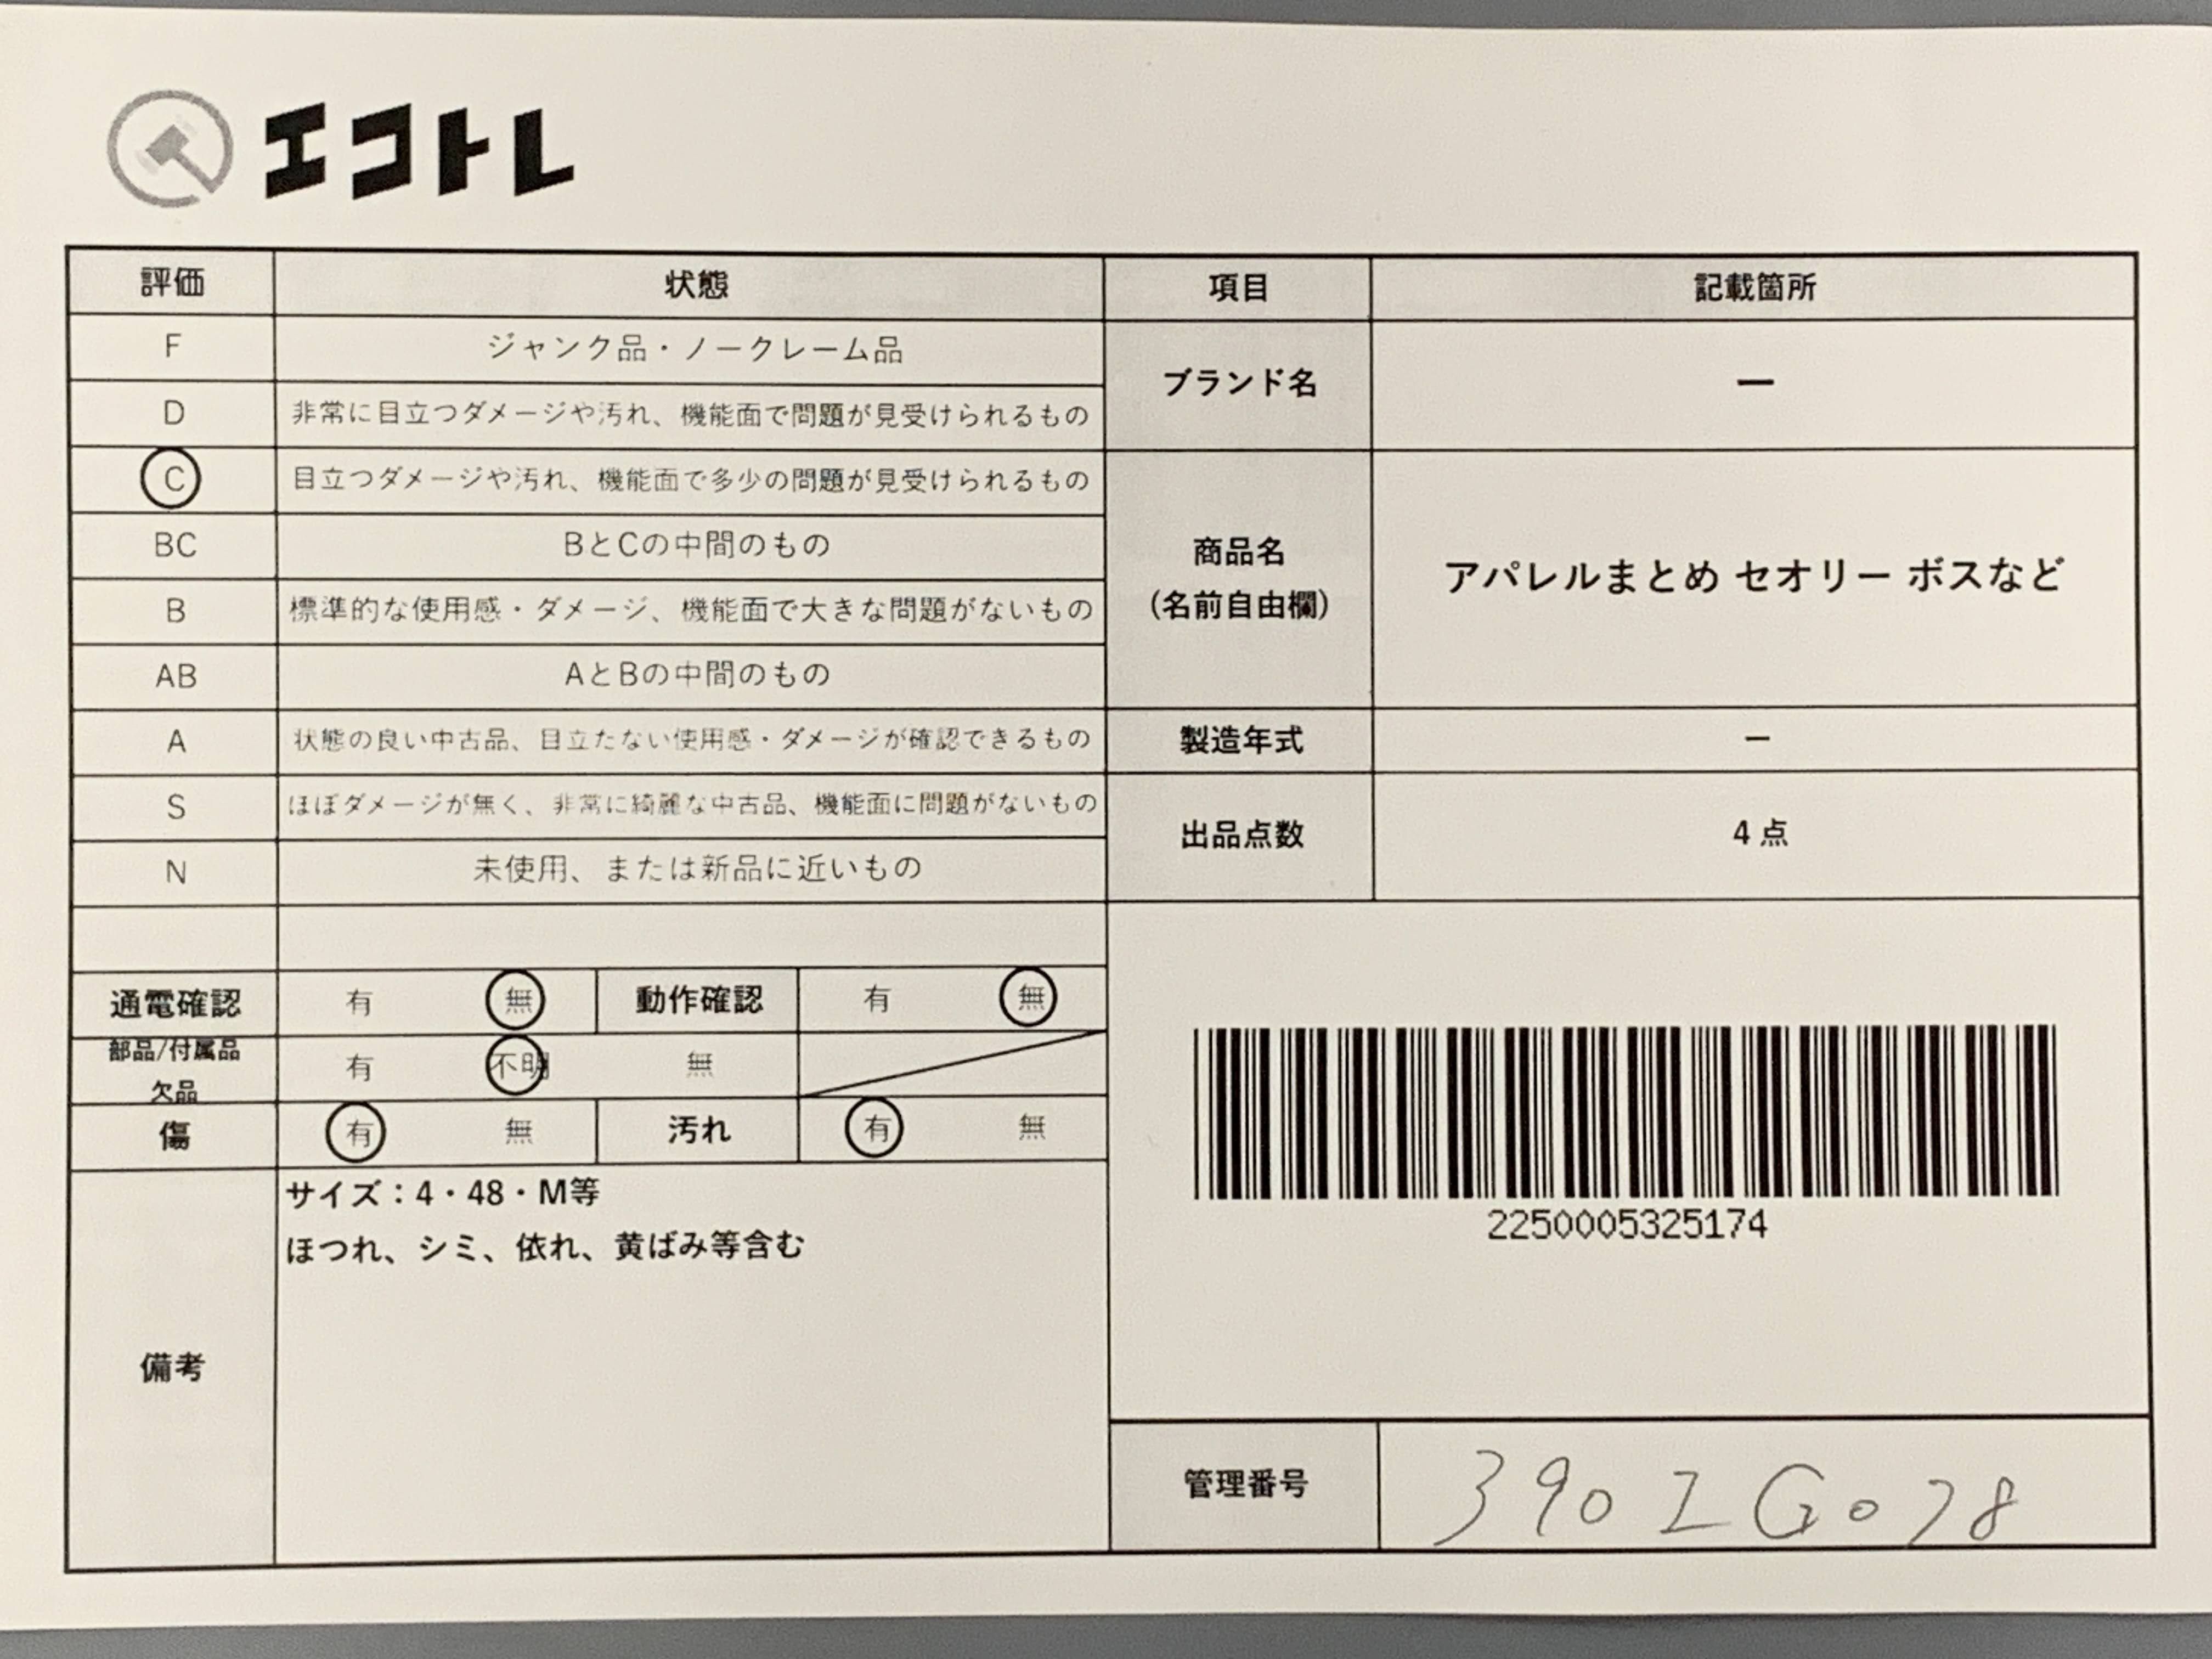 エコトレ
評価 状態 項目 記載箇所
F ジャンク品・ノークレーム品
D 非常に目立つダメージや汚れ、機能面で問題が見受けられるもの
ブランド名 ー
C 目立つダメージや汚れ、機能面で多少の問題が見受けられるもの
BC BとCの中間のもの
B 標準的な使用感・ダメージ、機能面で大きな問題がないもの
AB AとBの中間のもの
商品名
(名前自由欄)
アパレルまとめ セオリー ボスなど
A 状態の良い中古品、目立たない使用感・ダメージが確認できるもの
製造年式 ー
S ほぼダメージが無く、非常に綺麗な中古品、機能面に問題がないもの
N 未使用、または新品に近いもの
出品点数 4点
通電確認 有 無 動作確認 有 無
部品/付属品
欠品
有 不明 無
傷 有 無 汚れ 有 無
備考
サイズ：4・48・M等
ほつれ、シミ、依れ、黄ばみ等含む
2250005325174
管理番号 390IG078